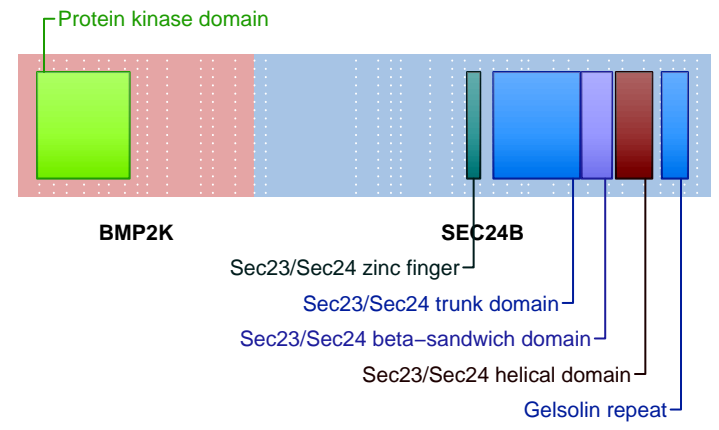 Protein kinase domain
BMP2K
SEC24B
Sec23/Sec24 zinc finger
Sec23/Sec24 trunk domain
Sec23/Sec24 beta−sandwich domain
Sec23/Sec24 helical domain
Gelsolin repeat